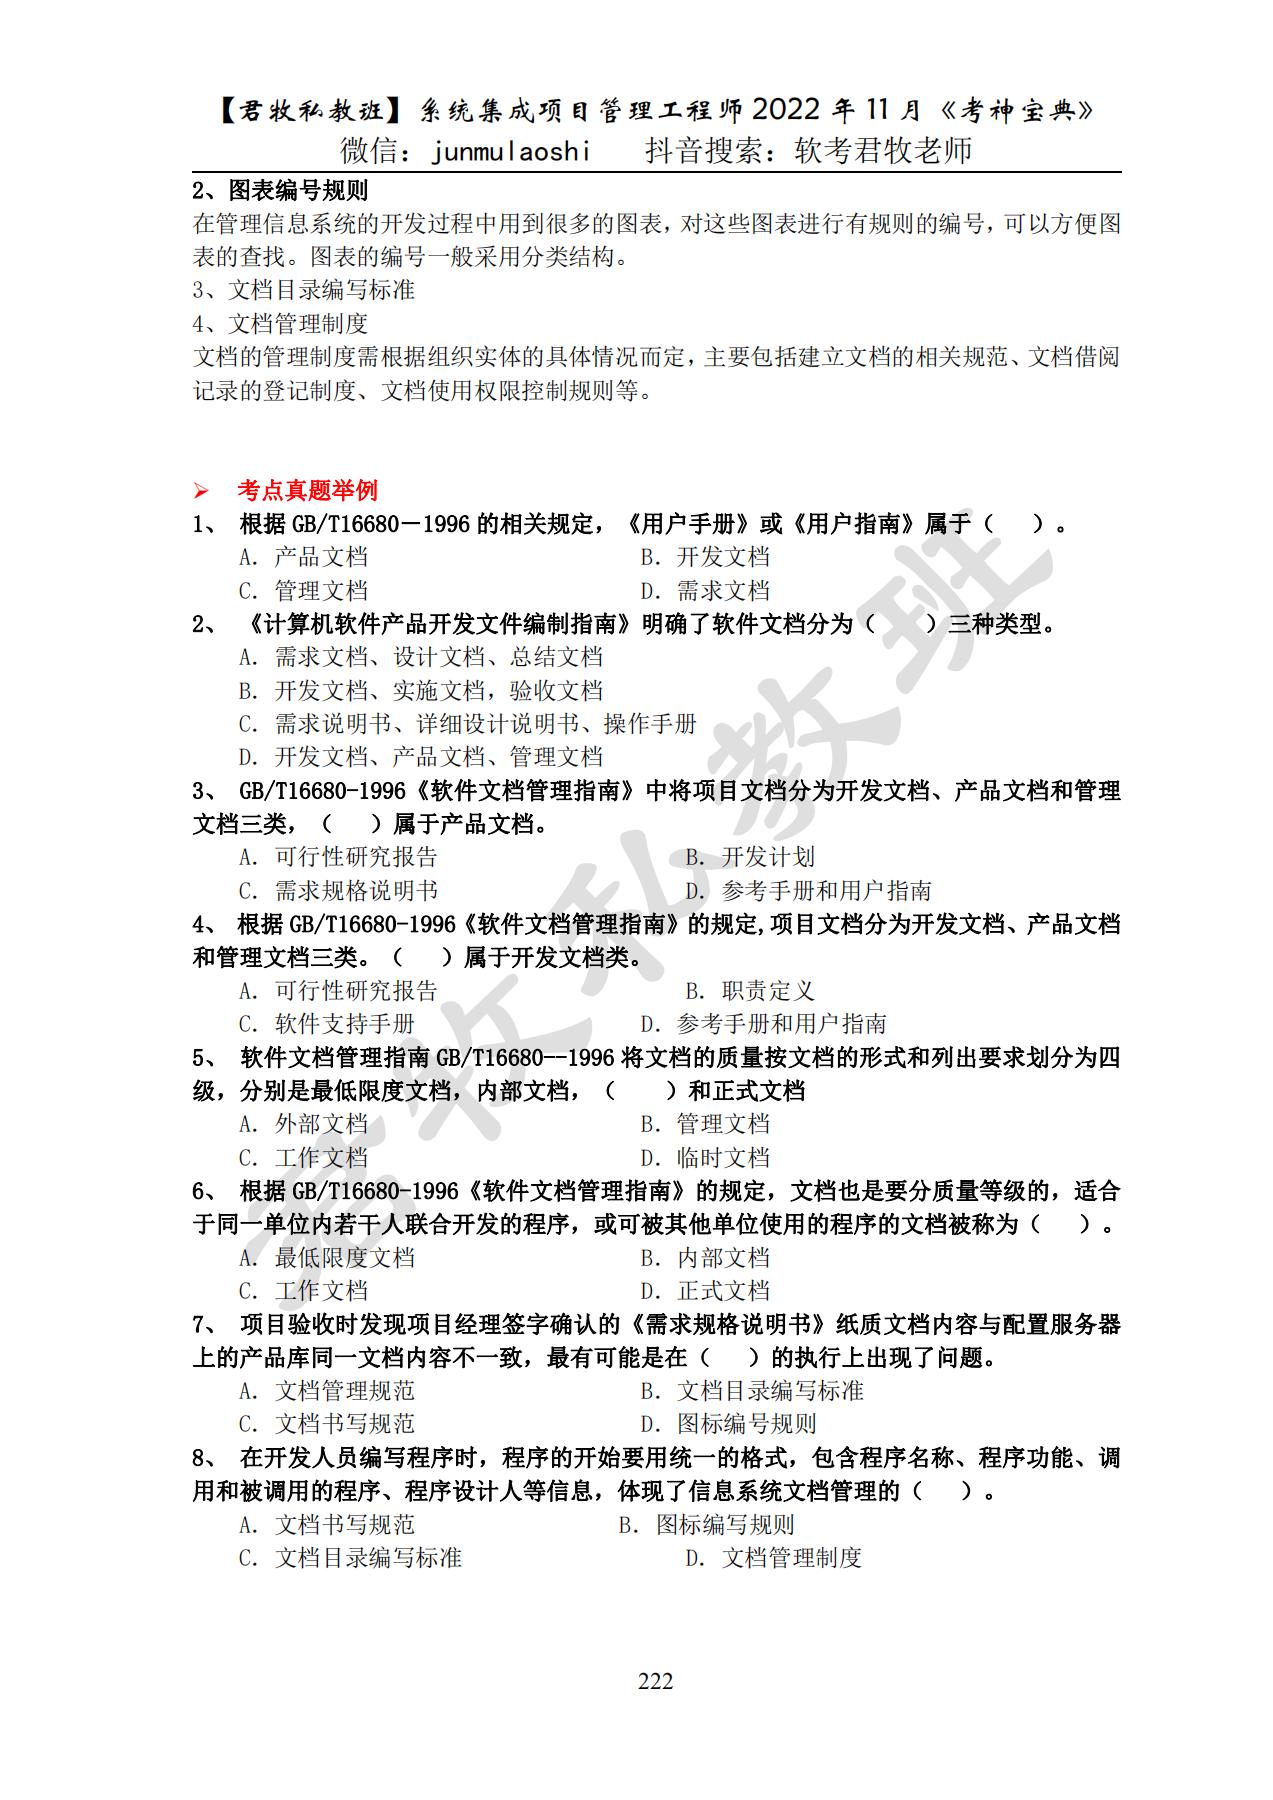 【君牧私教班】系统集成项目管理工程师 2022 年 11 月《考神宝典》
微信：junmulaoshi 抖音搜索：软考君牧老师
2、图表编号规则
在管理信息系统的开发过程中用到很多的图表，对这些图表进行有规则的编号，可以方便图
表的查找。图表的编号一般采用分类结构。
3、文档目录编写标准
4、文档管理制度
文档的管理制度需根据组织实体的具体情况而定，主要包括建立文档的相关规范、文档借阅
记录的登记制度、文档使用权限控制规则等。
➢ 考点真题举例
1、 根据 GB/T16680－1996 的相关规定，《用户手册》或《用户指南》属于（ ）。
A．产品文档 B．开发文档
C．管理文档 D．需求文档
2、 《计算机软件产品开发文件编制指南》明确了软件文档分为（ ）三种类型。
A．需求文档、设计文档、总结文档
B．开发文档、实施文档，验收文档
C．需求说明书、详细设计说明书、操作手册
D．开发文档、产品文档、管理文档
3、 GB/T16680-1996《软件文档管理指南》中将项目文档分为开发文档、产品文档和管理
文档三类，（ ）属于产品文档。
A．可行性研究报告 B．开发计划
C．需求规格说明书 D．参考手册和用户指南
4、 根据 GB/T16680-1996《软件文档管理指南》的规定,项目文档分为开发文档、产品文档
和管理文档三类。（ ）属于开发文档类。
A．可行性研究报告 B．职责定义
C．软件支持手册 D．参考手册和用户指南
5、 软件文档管理指南 GB/T16680--1996 将文档的质量按文档的形式和列出要求划分为四
级，分别是最低限度文档，内部文档，（ ）和正式文档
A．外部文档 B．管理文档
C．工作文档 D．临时文档
6、 根据 GB/T16680-1996《软件文档管理指南》的规定，文档也是要分质量等级的，适合
于同一单位内若干人联合开发的程序，或可被其他单位使用的程序的文档被称为（ ）。
A．最低限度文档 B．内部文档
C．工作文档 D．正式文档
7、 项目验收时发现项目经理签字确认的《需求规格说明书》纸质文档内容与配置服务器
上的产品库同一文档内容不一致，最有可能是在（ ）的执行上出现了问题。
A．文档管理规范 B．文档目录编写标准
C．文档书写规范 D．图标编号规则
8、 在开发人员编写程序时，程序的开始要用统一的格式，包含程序名称、程序功能、调
用和被调用的程序、程序设计人等信息，体现了信息系统文档管理的（ ）。
A．文档书写规范 B．图标编写规则
C．文档目录编写标准 D．文档管理制度
君牧私教班
222